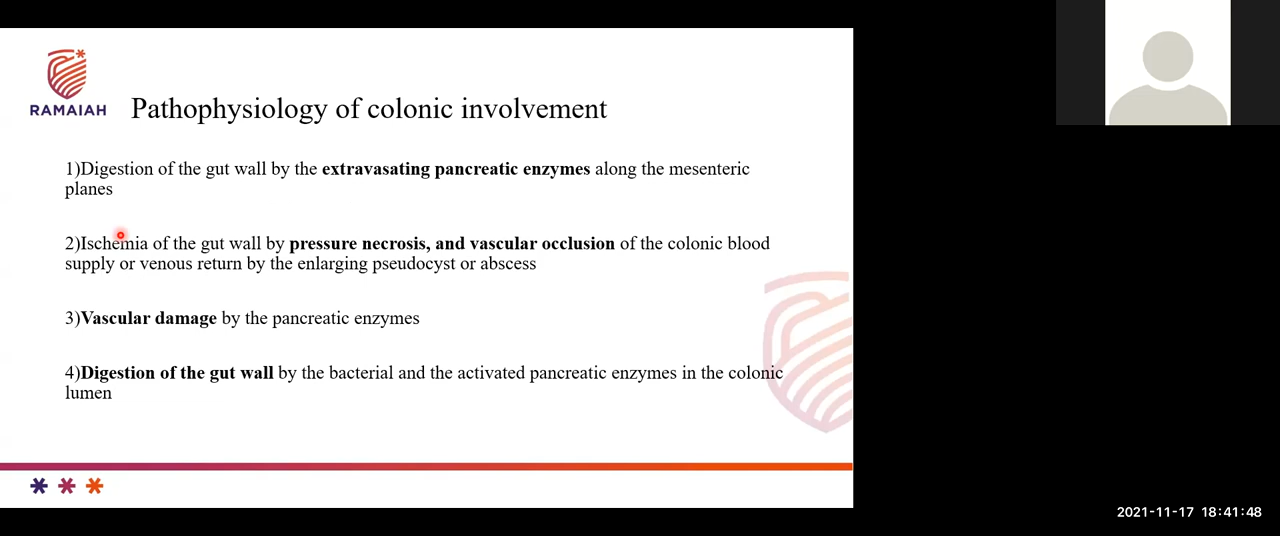 RAMAIAH
Pathophysiology of colonic involvement
1)Digestion of the gut wall by the extravasating pancreatic enzymes along the mesenteric
planes
2)Ischemia of the gut wall by pressure necrosis, and vascular occlusion of the colonic blood
supply or venous return by the enlarging pseudocyst or abscess
3)Vascular damage by the pancreatic enzymes
4)Digestion of the gut wall by the bacterial and the activated pancreatic enzymes in the colonic
lumen
2021-11-17 18:41:48